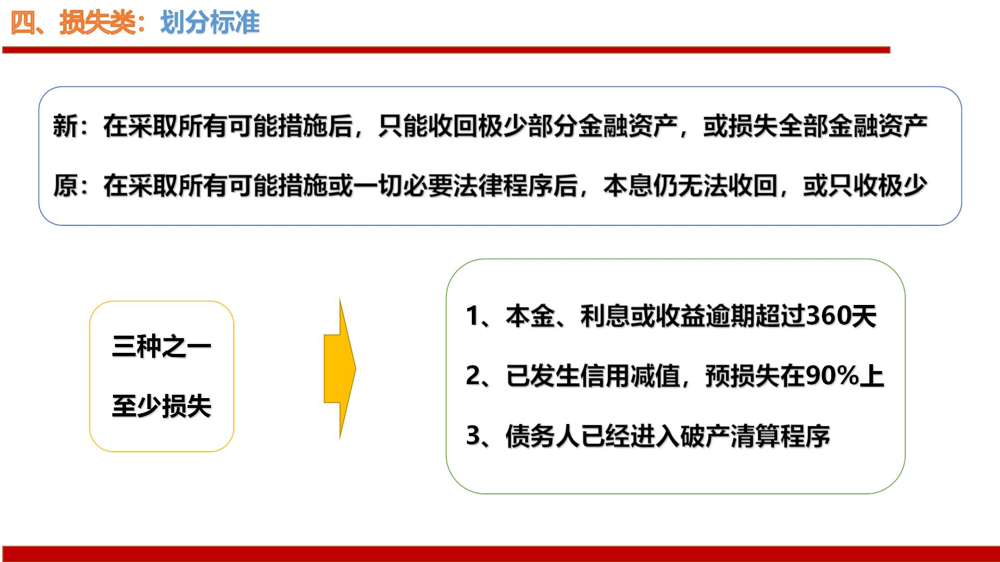 四、损失类：划分标准
新：在采取所有可能措施后，只能收回极少部分金融资产，或损失全部金融资产
原：在采取所有可能措施或一切必要法律程序后，本息仍无法收回，或只收极少
三种之一
至少损失
1、本金、利息或收益逾期超过360天
2、已发生信用减值，预损失在90%上
3、债务人已经进入破产清算程序